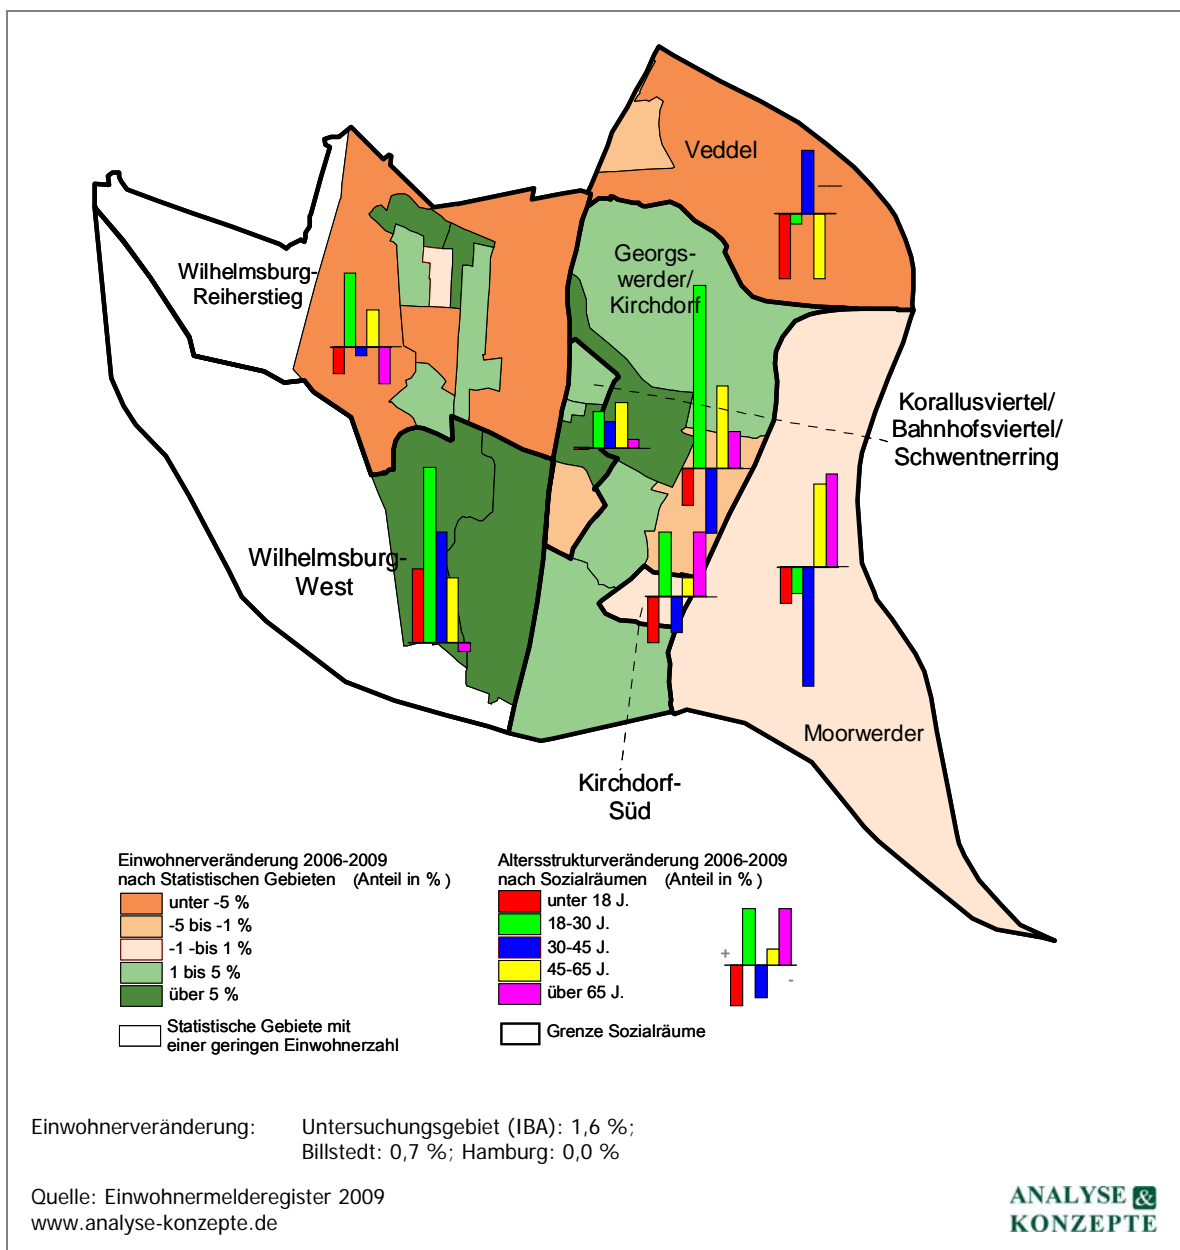 Veddel
Georgs-
werder/
Kirchdorf
Wilhelmsburg-
Reiherstieg
Korallusviertel/
Bahnhofsviertel/
Schwentnerring
Wilhelmsburg-
West
Moorwerder
Kirchdorf-
Süd
Einwohnerveränderung 2006-2009
nach Statistischen Gebieten (Anteil in %)
unter -5 %
-5 bis -1 %
-1 -bis 1 %
1 bis 5 %
über 5 %
Statistische Gebiete mit
einer geringen Einwohnerzahl
Altersstrukturveränderung 2006-2009
nach Sozialräumen (Anteil in %)
unter 18 J.
18-30 J.
30-45 J.
45-65 J.
über 65 J.
+
-
Grenze Sozialräume
Einwohnerveränderung: Untersuchungsgebiet (IBA): 1,6 %;
Billstedt: 0,7 %; Hamburg: 0,0 %
Quelle: Einwohnermelderegister 2009
www.analyse-konzepte.de
ANALYSE &
KONZEPTE